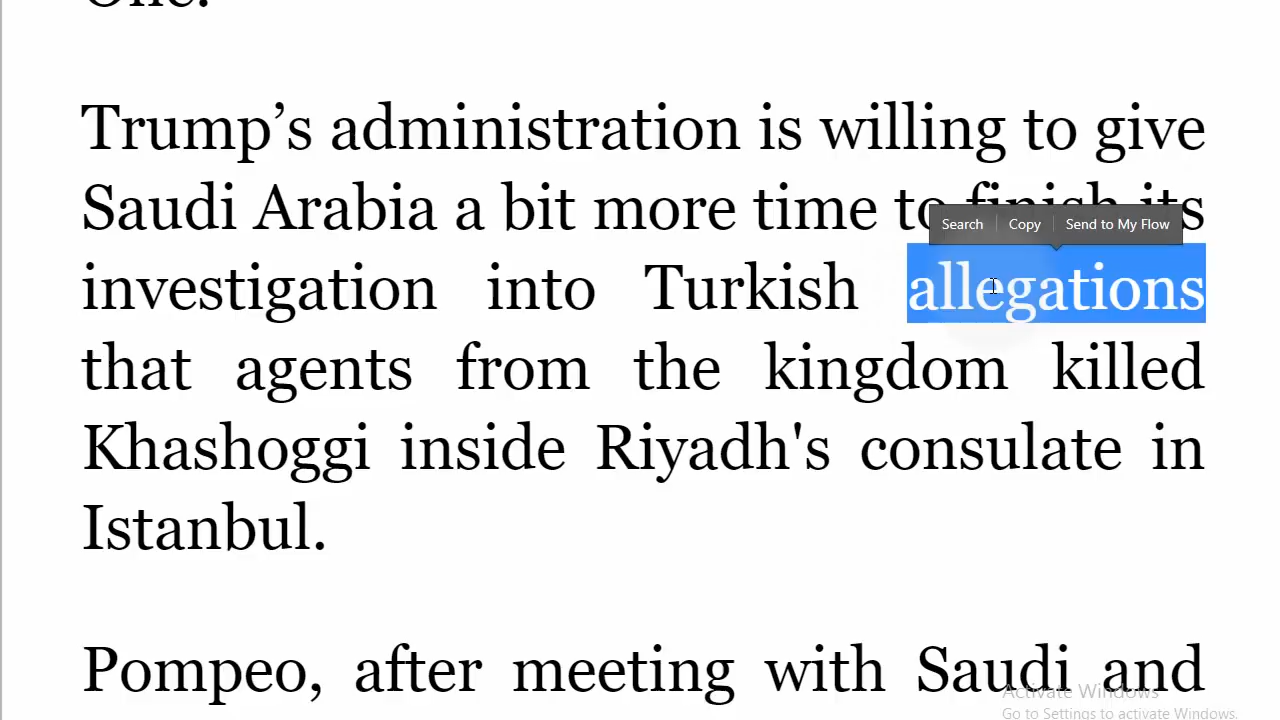 One.
Trump’s administration is willing to give
Saudi Arabia a bit more time to finish its
Search Copy Send to My Flow
investigation into Turkish allegations
that agents from the kingdom killed
Khashoggi inside Riyadh's consulate in
Istanbul.
Pompeo, after meeting with Saudi and
Activate Windows
Go to Settings to activate Windows.